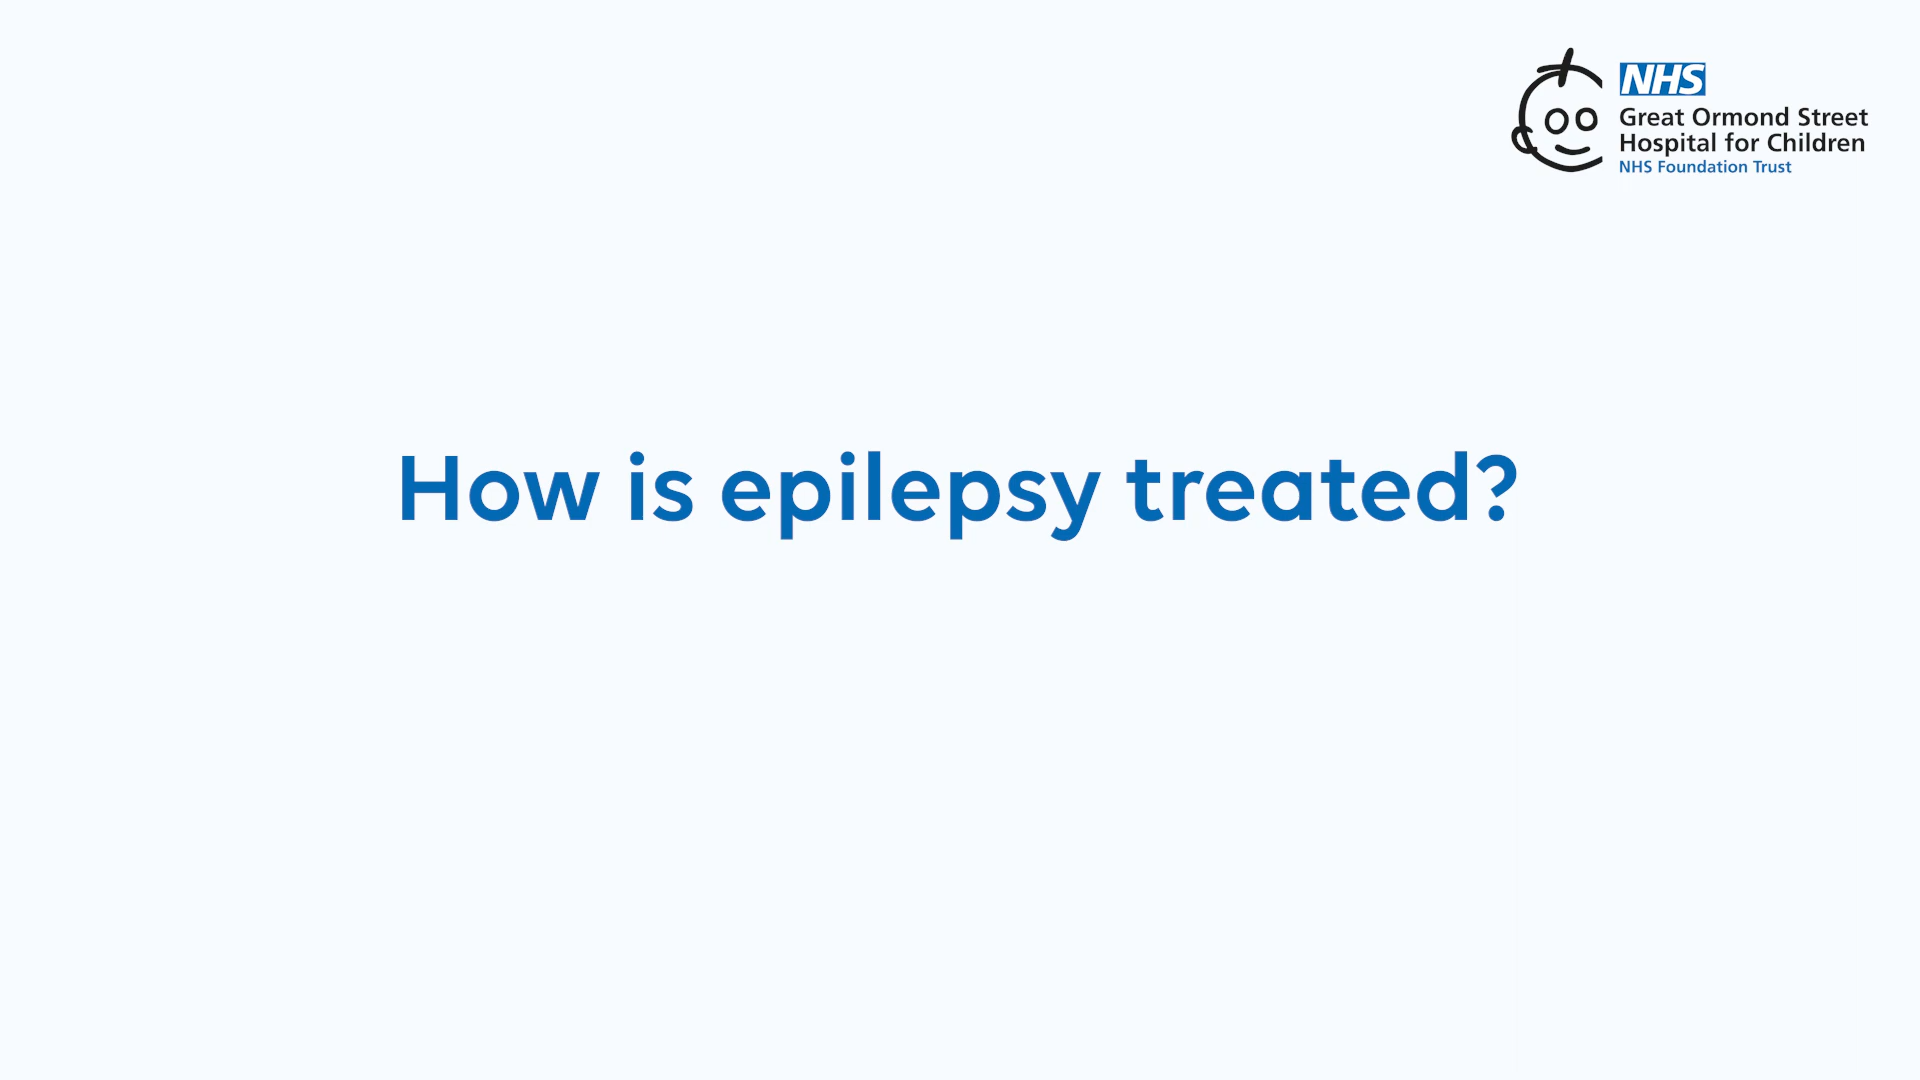 NHS
Great Ormond Street
Hospital for Children
NHS Foundation Trust
How is epilepsy treated?